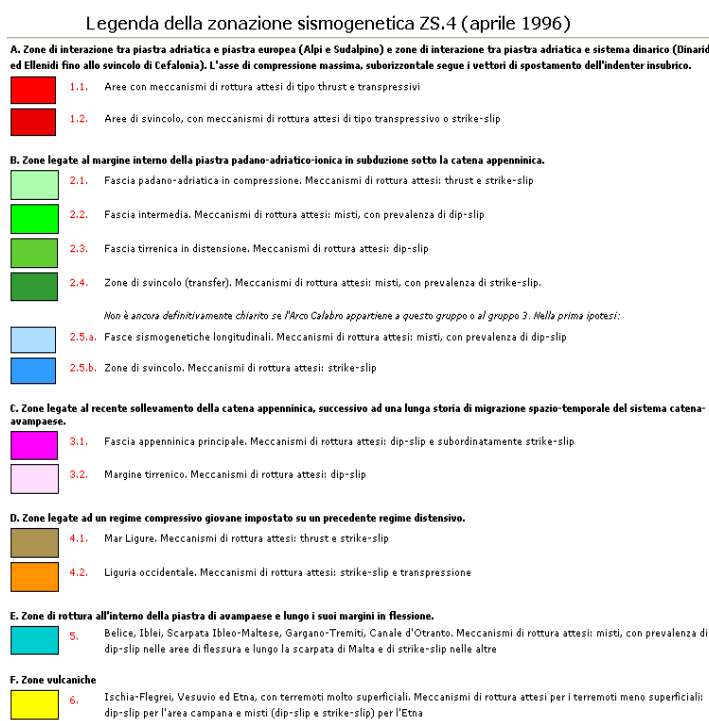 Legenda della zonazione sismogenetica ZS.4 (aprile 1996)
A. Zone di interazione tra piastra adriatica e piastra europea (Alpi e Sudalpino) e zone di interazione tra piastra adriatica e sistema dinarico (Dinarid
ed Ellenidi fino allo svincolo di Cefalonia). L'asse di compressione massima, suborizzontale segue i vettori di spostamento dell'indenter insubrico.
1.1. Aree con meccanismi di rottura attesi di tipo thrust e transpressivi
1.2. Aree di svincolo, con meccanismi di rottura attesi di tipo transpressivo o strike-slip
B. Zone legate al margine interno della piastra padano-adriatico-ionica in subduzione sotto la catena appenninica.
2.1. Fascia padano-adriatica in compressione. Meccanismi di rottura attesi: thrust e strike-slip
2.2. Fascia intermedia. Meccanismi di rottura attesi: misti, con prevalenza di dip-slip
2.3. Fascia tirrenica in distensione. Meccanismi di rottura attesi: dip-slip
2.4. Zone di svincolo (transfer). Meccanismi di rottura attesi: misti, con prevalenza di strike-slip.
Non è ancora definitivamente chiarito se l'Arco Calabro appartiene a questo gruppo o al gruppo 3. Nella prima ipotesi:
2.5.a. Fasce sismogenetiche longitudinali. Meccanismi di rottura attesi: misti, con prevalenza di dip-slip
2.5.b. Zone di svincolo. Meccanismi di rottura attesi: strike-slip
C. Zone legate al recente sollevamento della catena appenninica, successivo ad una lunga storia di migrazione spazio-temporale del sistema catena-
avampaese.
3.1. Fascia appenninica principale. Meccanismi di rottura attesi: dip-slip e subordinatamente strike-slip
3.2. Margine tirrenico. Meccanismi di rottura attesi: dip-slip
D. Zone legate ad un regime compressivo giovane impostato su un precedente regime distensivo.
4.1. Mar Ligure. Meccanismi di rottura attesi: thrust e strike-slip
4.2. Liguria occidentale. Meccanismi di rottura attesi: strike-slip e transpressione
E. Zone di rottura all'interno della piastra di avampaese e lungo i suoi margini in flessione.
5. Belice, Iblei, Scarpata Ibleo-Maltese, Gargano-Tremiti, Canale d'Otranto. Meccanismi di rottura attesi: misti, con prevalenza di
dip-slip nelle aree di flessura e lungo la scarpata di Malta e di strike-slip nelle altre
F. Zone vulcaniche
6. Ischia-Flegrei, Vesuvio ed Etna, con terremoti molto superficiali. Meccanismi di rottura attesi per i terremoti meno superficiali:
dip-slip per l'area campana e misti (dip-slip e strike-slip) per l'Etna